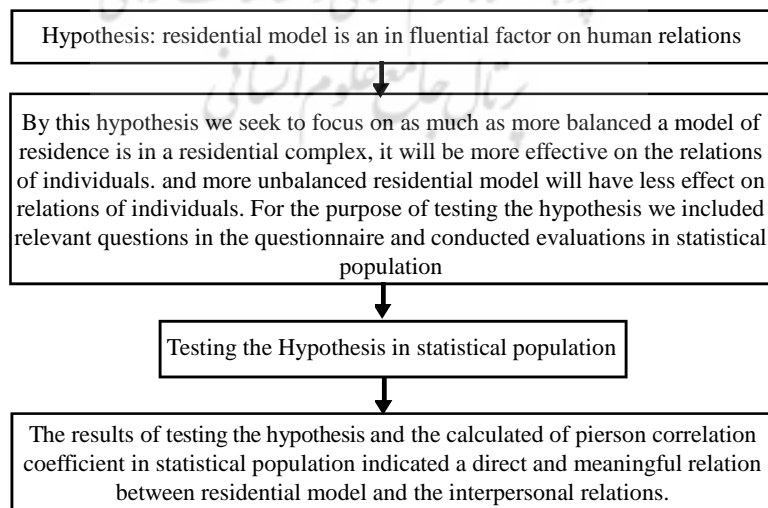 Hypothesis: residential model is an in fluential factor on human relations
پرتال جامع علوم انسانی
By this hypothesis we seek to focus on as much as more balanced a model of
residence is in a residential complex, it will be more effective on the relations
of individuals. and more unbalanced residential model will have less effect on
relations of individuals. For the purpose of testing the hypothesis we included
relevant questions in the questionnaire and conducted evaluations in statistical
population
Testing the Hypothesis in statistical population
The results of testing the hypothesis and the calculated of pierson correlation
coefficient in statistical population indicated a direct and meaningful relation
between residential model and the interpersonal relations.